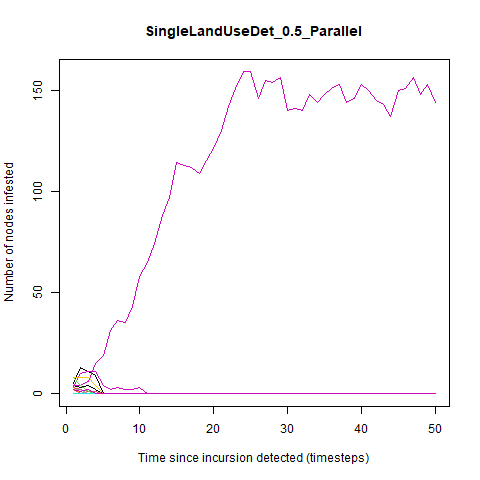 SingleLandUseDet_0.5_Parallel
Number of nodes infested
150
100
50
0
0 10 20 30 40 50
Time since incursion detected (timesteps)